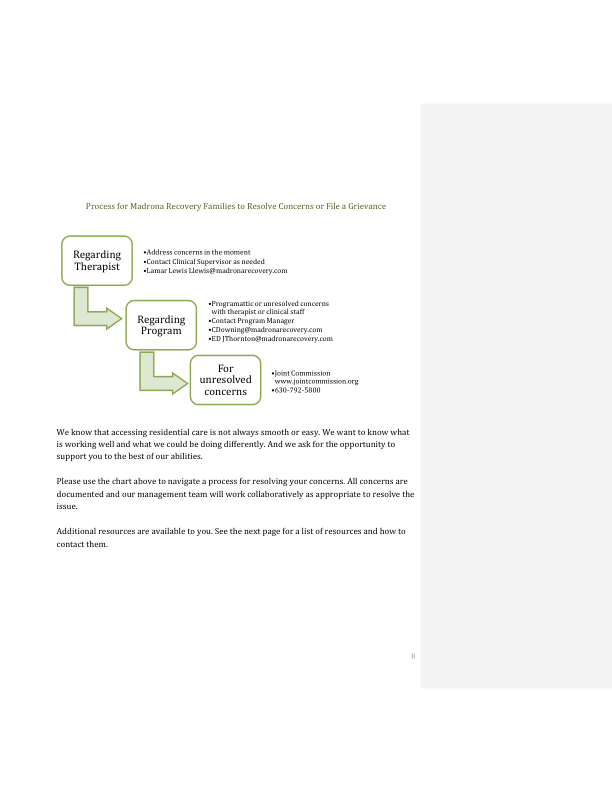 Process for Madrona Recovery Families to Resolve Concerns or File a Grievance
Regarding
Therapist
•Address concerns in the moment
•Contact Clinical Supervisor as needed
•Lamar Lewis Llewis@madronarecovery.com
Regarding
Program
•Programattic or unresolved concerns
with therapist or clinical staff
•Contact Program Manager
•CDowning@madronarecovery.com
•ED JThornton@madronarecovery.com
For
unresolved
concerns
•Joint Commission
www.jointcommission.org
•630-792-5800
We know that accessing residential care is not always smooth or easy. We want to know what
is working well and what we could be doing differently. And we ask for the opportunity to
support you to the best of our abilities.
Please use the chart above to navigate a process for resolving your concerns. All concerns are
documented and our management team will work collaboratively as appropriate to resolve the
issue.
Additional resources are available to you. See the next page for a list of resources and how to
contact them.
8